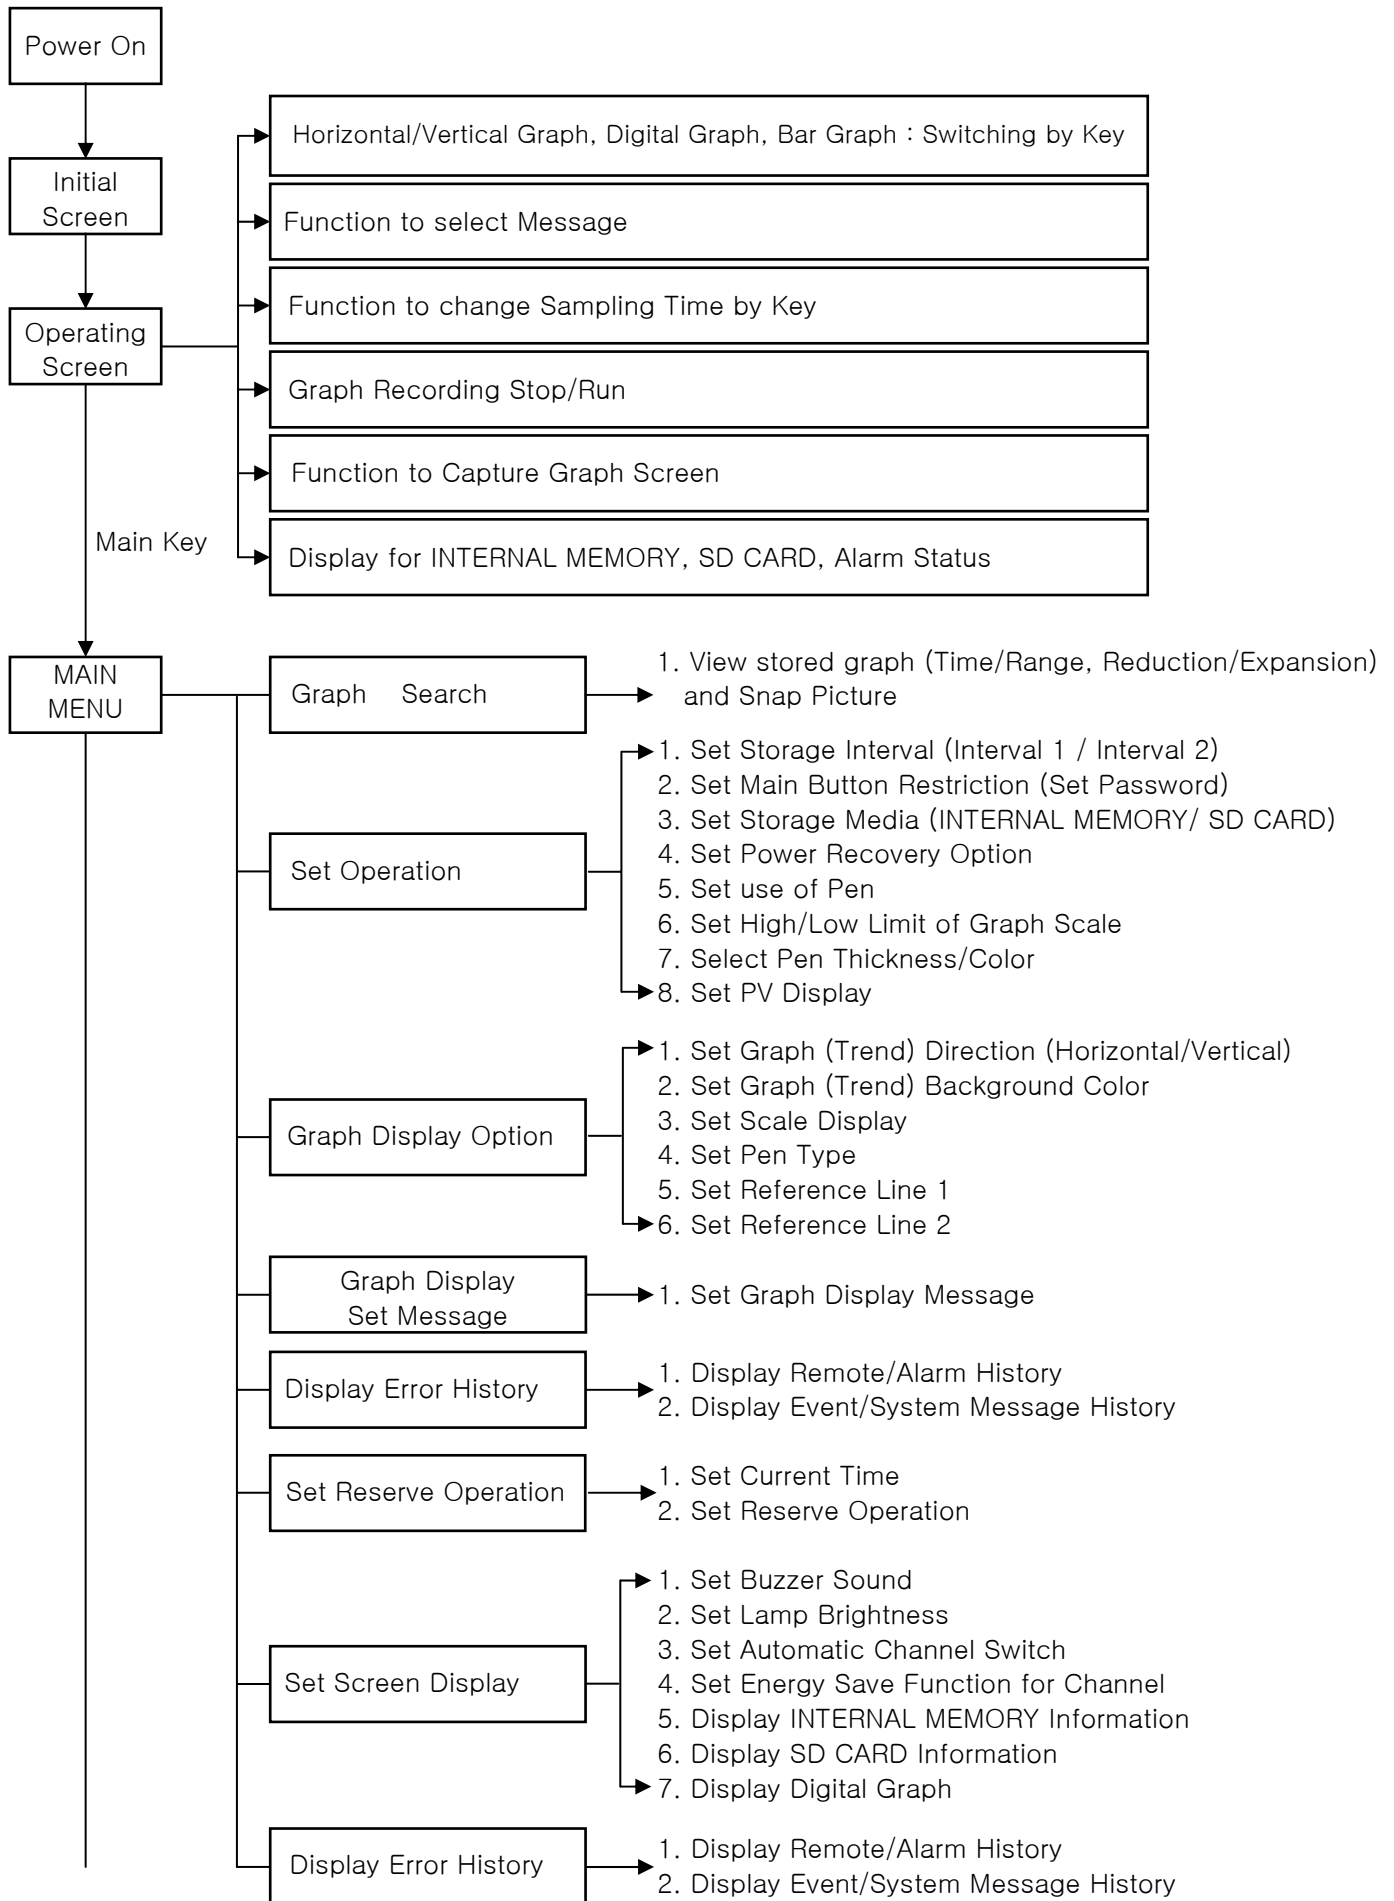 Power On
Initial
Screen
Operating
Screen
Horizontal/Vertical Graph, Digital Graph, Bar Graph : Switching by Key
Function to select Message
Function to change Sampling Time by Key
Graph Recording Stop/Run
Function to Capture Graph Screen
Display for INTERNAL MEMORY, SD CARD, Alarm Status
Main Key
MAIN
MENU
Graph Search
1. View stored graph (Time/Range, Reduction/Expansion)
and Snap Picture
Set Operation
1. Set Storage Interval (Interval 1 / Interval 2)
2. Set Main Button Restriction (Set Password)
3. Set Storage Media (INTERNAL MEMORY/ SD CARD)
4. Set Power Recovery Option
5. Set use of Pen
6. Set High/Low Limit of Graph Scale
7. Select Pen Thickness/Color
8. Set PV Display
Graph Display Option
1. Set Graph (Trend) Direction (Horizontal/Vertical)
2. Set Graph (Trend) Background Color
3. Set Scale Display
4. Set Pen Type
5. Set Reference Line 1
6. Set Reference Line 2
Graph Display
Set Message
1. Set Graph Display Message
Display Error History
1. Display Remote/Alarm History
2. Display Event/System Message History
Set Reserve Operation
1. Set Current Time
2. Set Reserve Operation
Set Screen Display
1. Set Buzzer Sound
2. Set Lamp Brightness
3. Set Automatic Channel Switch
4. Set Energy Save Function for Channel
5. Display INTERNAL MEMORY Information
6. Display SD CARD Information
7. Display Digital Graph
Display Error History
1. Display Remote/Alarm History
2. Display Event/System Message History